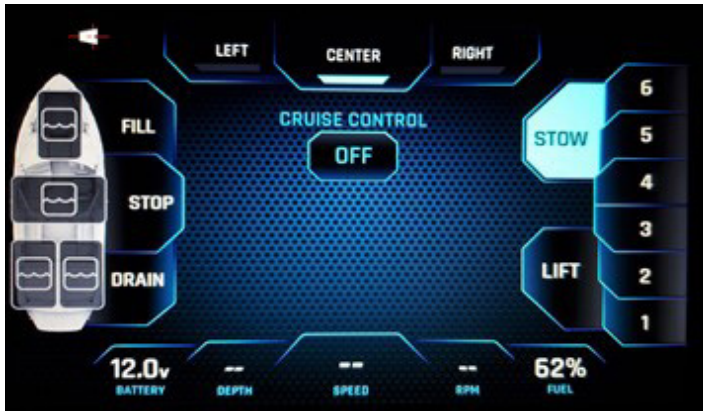 LEFT
CENTER
RIGHT
CRUISE CONTROL
OFF
FILL
STOP
DRAIN
STOW
LIFT
6
5
4
3
2
1
12.0v
BATTERY
--
DEPTH
--
SPEED
--
RPM
62%
FUEL